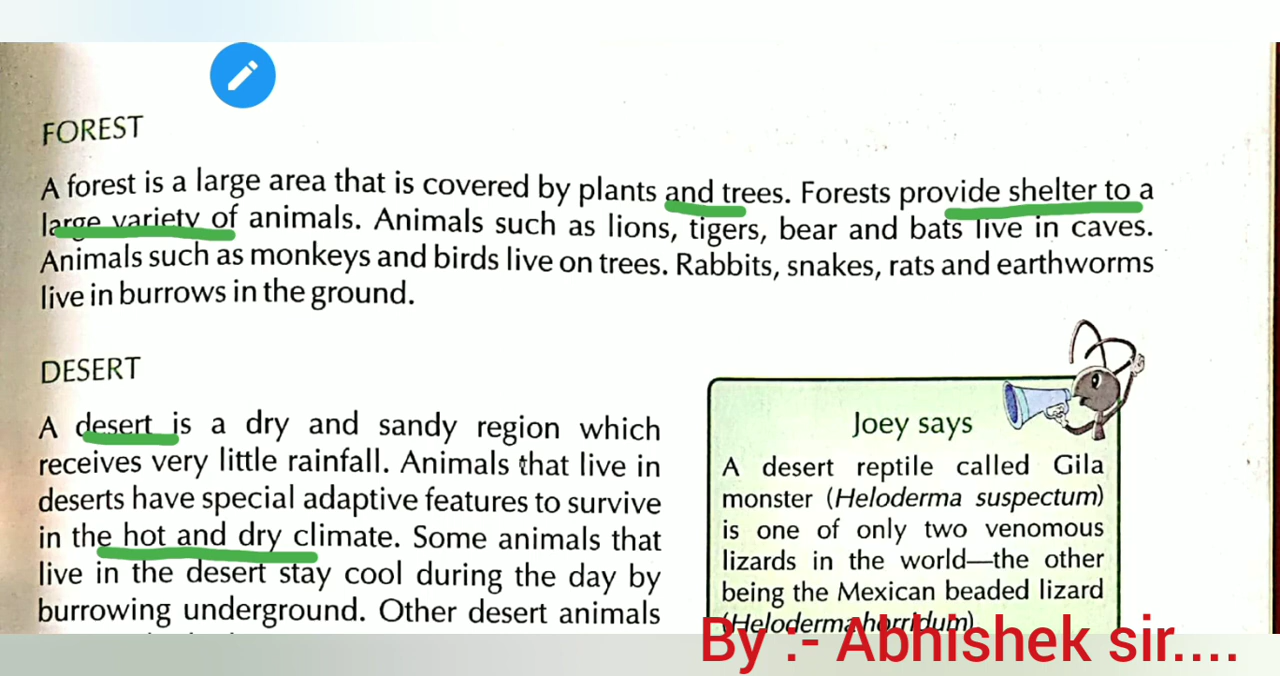 FOREST
A forest is a large area that is covered by plants and trees. Forests provide shelter to a
large variety of animals. Animals such as lions, tigers, bear and bats live in caves.
Animals such as monkeys and birds live on trees. Rabbits, snakes, rats and earthworms
live in burrows in the ground.
DESERT
A desert is a dry and sandy region which
receives very little rainfall. Animals that live in
deserts have special adaptive features to survive
in the hot and dry climate. Some animals that
live in the desert stay cool during the day by
burrowing underground. Other desert animals
Joey says
A desert reptile called Gila
monster (Heloderma suspectum)
is one of only two venomous
lizards in the world—the other
being the Mexican beaded lizard
(Heloderma horridum)
By :- Abhishek sir....